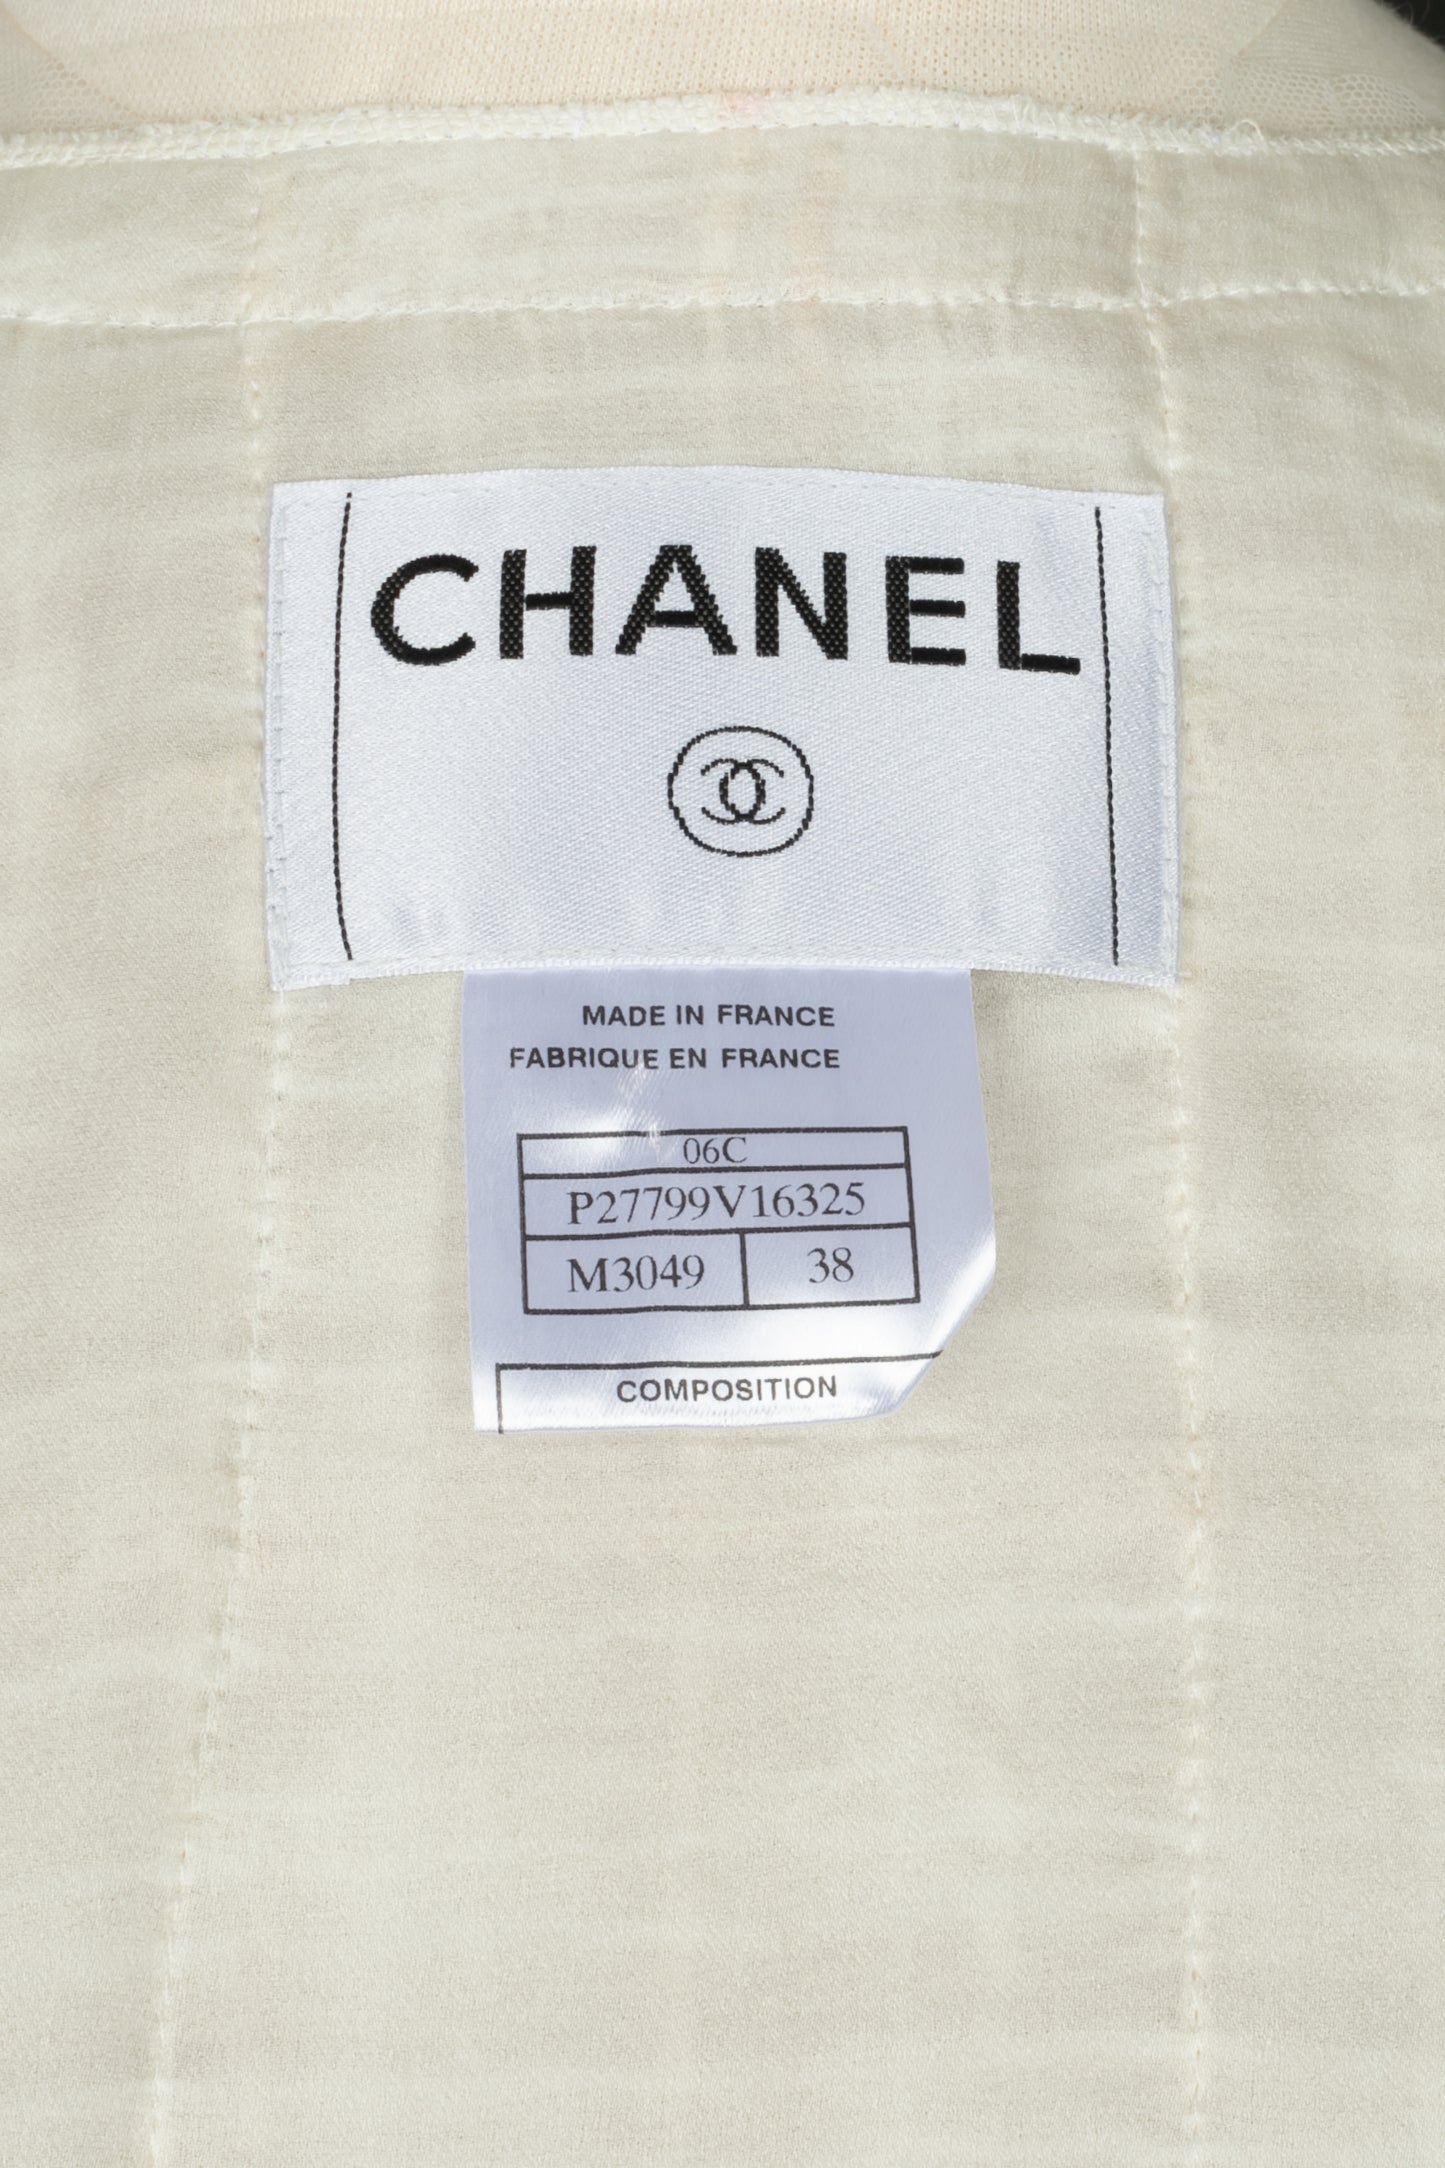 CHANEL
MADE IN FRANCE
FABRIQUE EN FRANCE
06C
P27799V16325
M3049 38
COMPOSITION